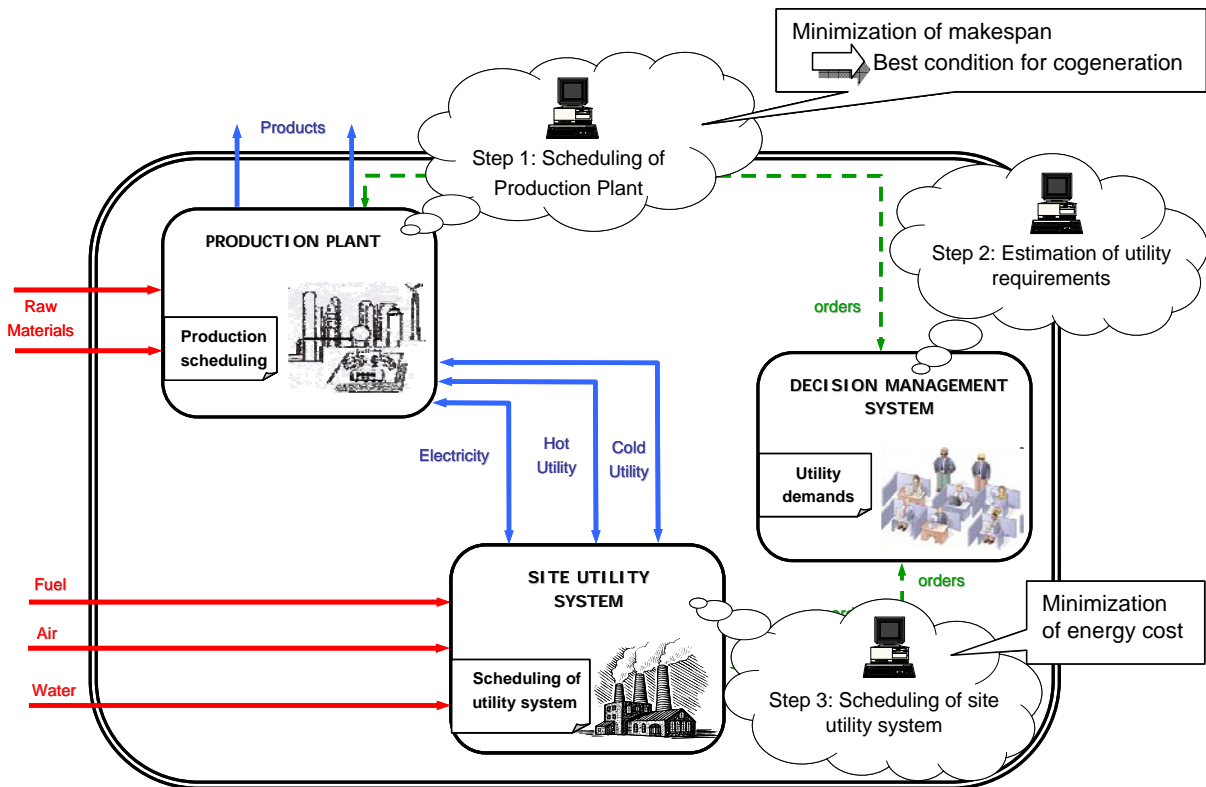 Minimization of makespan
Best condition for cogeneration
Products
Step 1: Scheduling of
Production Plant
PRODUCTION PLANT
Step 2: Estimation of utility
requirements
Raw
Materials
Production
scheduling
orders
DECISION MANAGEMENT
SYSTEM
Electricity
Hot
Utility
Cold
Utility
Utility
demands
SITE UTILITY
SYSTEM
orders
Fuel
Air
Water
Scheduling of
utility system
Minimization
of energy cost
Step 3: Scheduling of site
utility system